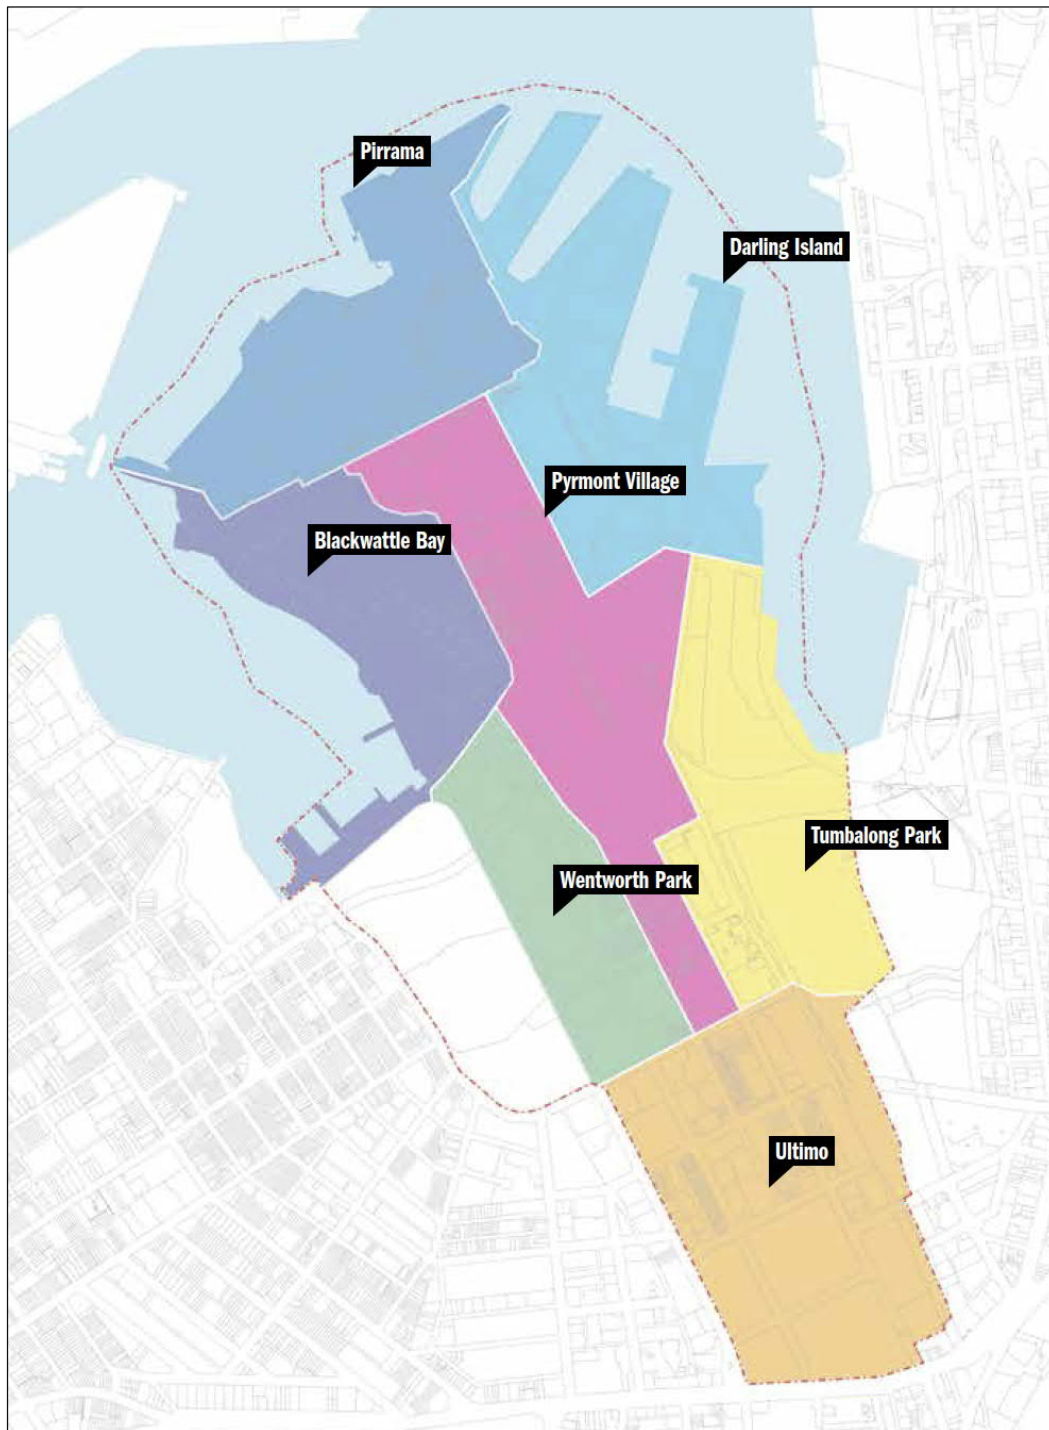 Pirrama
Darling Island
Pyrmont Village
Blackwattle Bay
Tumbalong Park
Wentworth Park
Ultimo